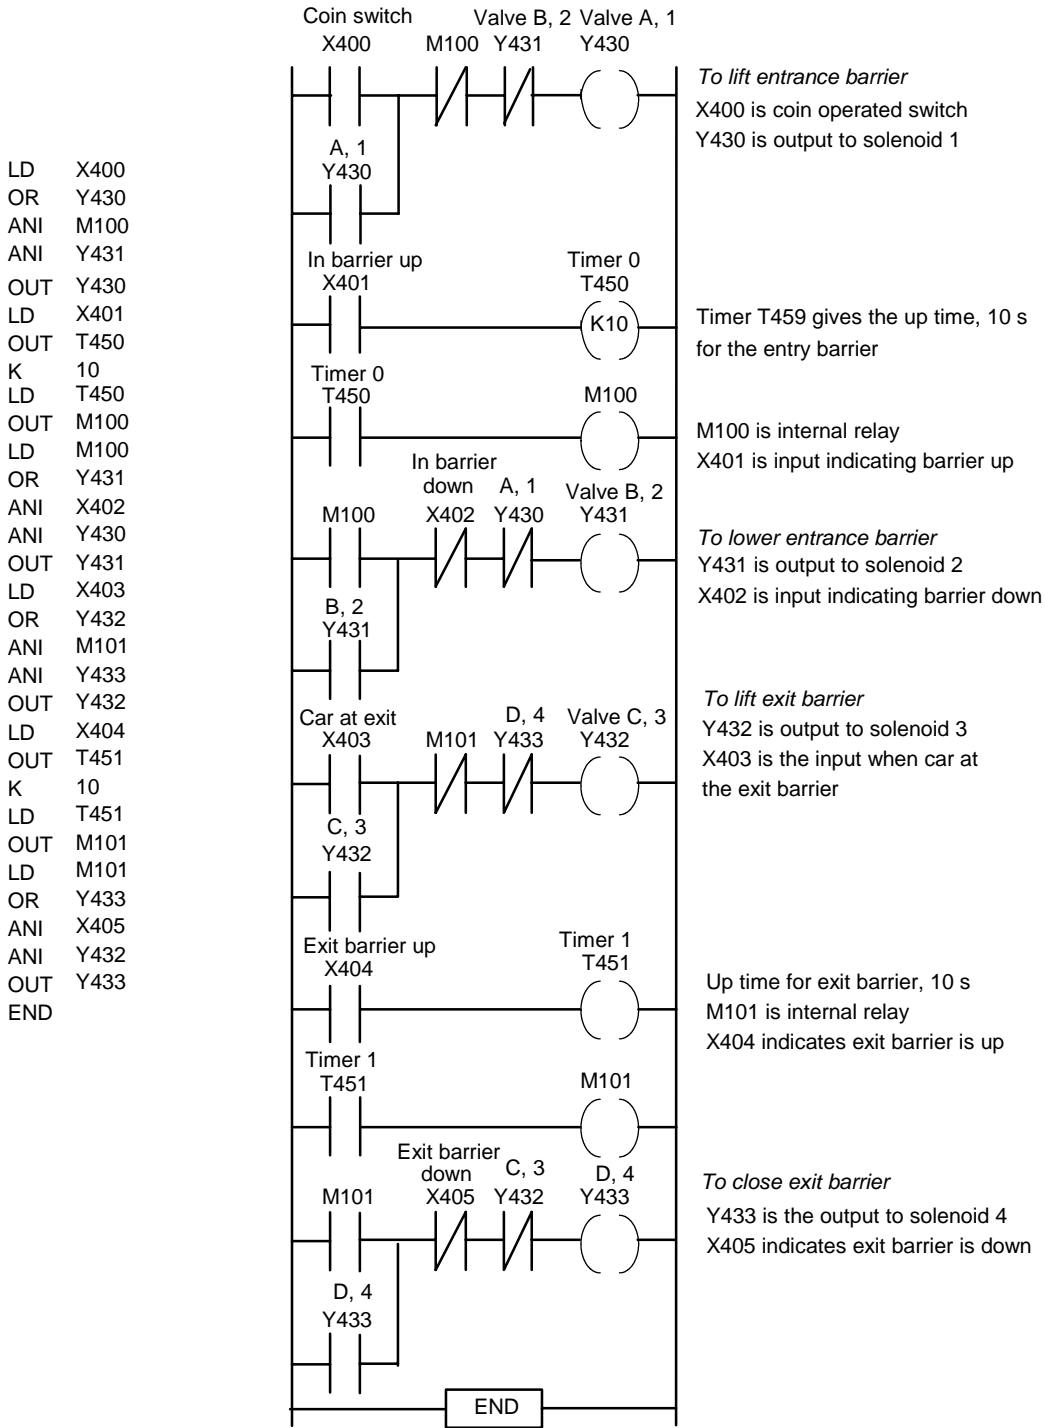 LD X400
OR Y430
ANI M100
ANI Y431
OUT Y430
LD X401
OUT T450
K 10
LD T450
OUT M100
LD M100
OR Y431
ANI X402
ANI Y430
OUT Y431
LD X403
OR Y432
ANI M101
ANI Y433
OUT Y432
LD X404
OUT T451
K 10
LD T451
OUT M101
LD M101
OR Y433
ANI X405
ANI Y432
OUT Y433
END
Coin switch Valve B, 2 Valve A, 1
X400 M100 Y431 Y430
A, 1
Y430
In barrier up Timer 0
X401 T450
K10
Timer 0
T450 M100
In barrier
down A, 1 Valve B, 2
M100 X402 Y430 Y431
B, 2
Y431
Car at exit D, 4 Valve C, 3
X403 M101 Y433 Y432
C, 3
Y432
Exit barrier up Timer 1
X404 T451
Timer 1
T451 M101
Exit barrier
down C, 3 D, 4
M101 X405 Y432 Y433
D, 4
Y433
END
To lift entrance barrier
X400 is coin operated switch
Y430 is output to solenoid 1
Timer T459 gives the up time, 10 s
for the entry barrier
M100 is internal relay
X401 is input indicating barrier up
To lower entrance barrier
Y431 is output to solenoid 2
X402 is input indicating barrier down
To lift exit barrier
Y432 is output to solenoid 3
X403 is the input when car at
the exit barrier
Up time for exit barrier, 10 s
M101 is internal relay
X404 indicates exit barrier is up
To close exit barrier
Y433 is the output to solenoid 4
X405 indicates exit barrier is down